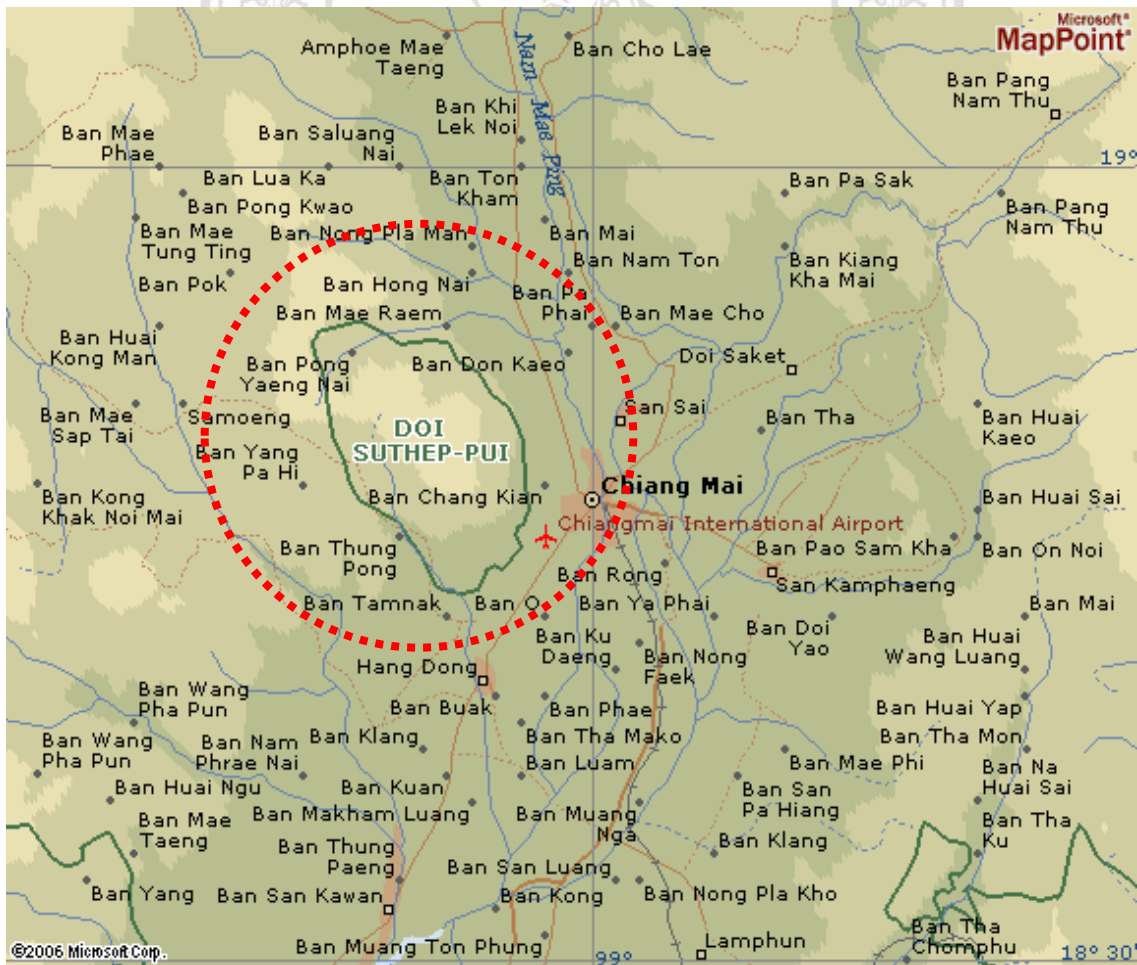 Microsoft®
MapPoint®
Amphoe Mae
Taeng
Nam Mae Ping
Ban Cho Lae
Ban Pang
Nam Thu
Ban Khi
Lek Noi
Ban Mae
Phae
Ban Saluang
Nai
19°
Ban Lua Ka
Ban Ton
Kham
Ban Pa Sak
Ban Pong Kwao
Ban Pang
Nam Thu
Ban Mae
Tung Ting
Ban Nong Pla Man
Ban Mai
Ban Kiang
Kha Mai
Ban Nam Ton
Ban Pok
Ban Hong Nai
Ban Pa
Phai
Ban Mae Raem
Ban Mae Cho
Ban Huai
Kong Man
Ban Pong
Yaeng Nai
Ban Don Kaeo
Doi Saket
Ban Mae
Sap Tai
Samoeng
San Sai
Ban Tha
Ban Huai
Kaeo
DOI
SUTHEP-PUI
Ban Yang
Pa Hi
Ban Kong
Khak Noi Mai
Ban Chang Kian
Chiang Mai
Ban Huai Sai
Chiangmai International Airport
Ban Thung
Pong
Ban Pao Sam Kha
Ban On Noi
Ban Rong
San Kamphaeng
Ban Tamnak
Ban O
Ban Ya Phai
Ban Mai
Ban Doi
Yao
Ban Ku
Daeng
Ban Nong
Faek
Ban Huai
Wang Luang
Hang Dong
Ban Wang
Pha Pun
Ban Buak
Ban Phae
Ban Huai Yap
Ban Wang
Pha Pun
Ban Nam
Phrae Nai
Ban Klang
Ban Tha Mako
Ban Tha Mon
Ban Luam
Ban Mae Phi
Ban Na
Huai Sai
Ban Huai Ngu
Ban Kuan
Ban San
Pa Hiang
Ban Makham Luang
Ban Muang
Nga
Ban Mae
Taeng
Ban Tha
Ku
Ban Klang
Ban Thung
Paeng
Ban San Luang
Ban Yang
Ban San Kawan
Ban Kong
Ban Nong Pla Kho
Ban Muang Ton Phung
Lamphun
Ban Tha
Chomphu
©2006 Microsoft Corp.
99°
18° 30'